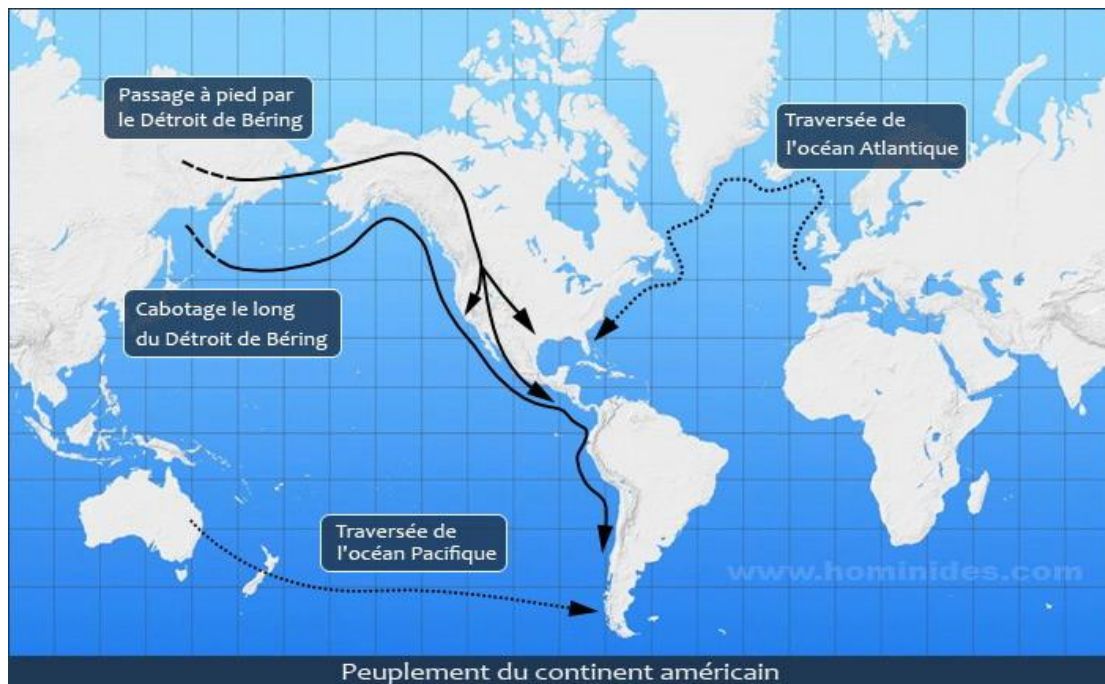 Passage à pied par
le Détroit de Béring
Traversée de
l'océan Atlantique
Cabotage le long
du Détroit de Béring
Traversée de
l'océan Pacifique
www.hominides.com
Peuplement du continent américain